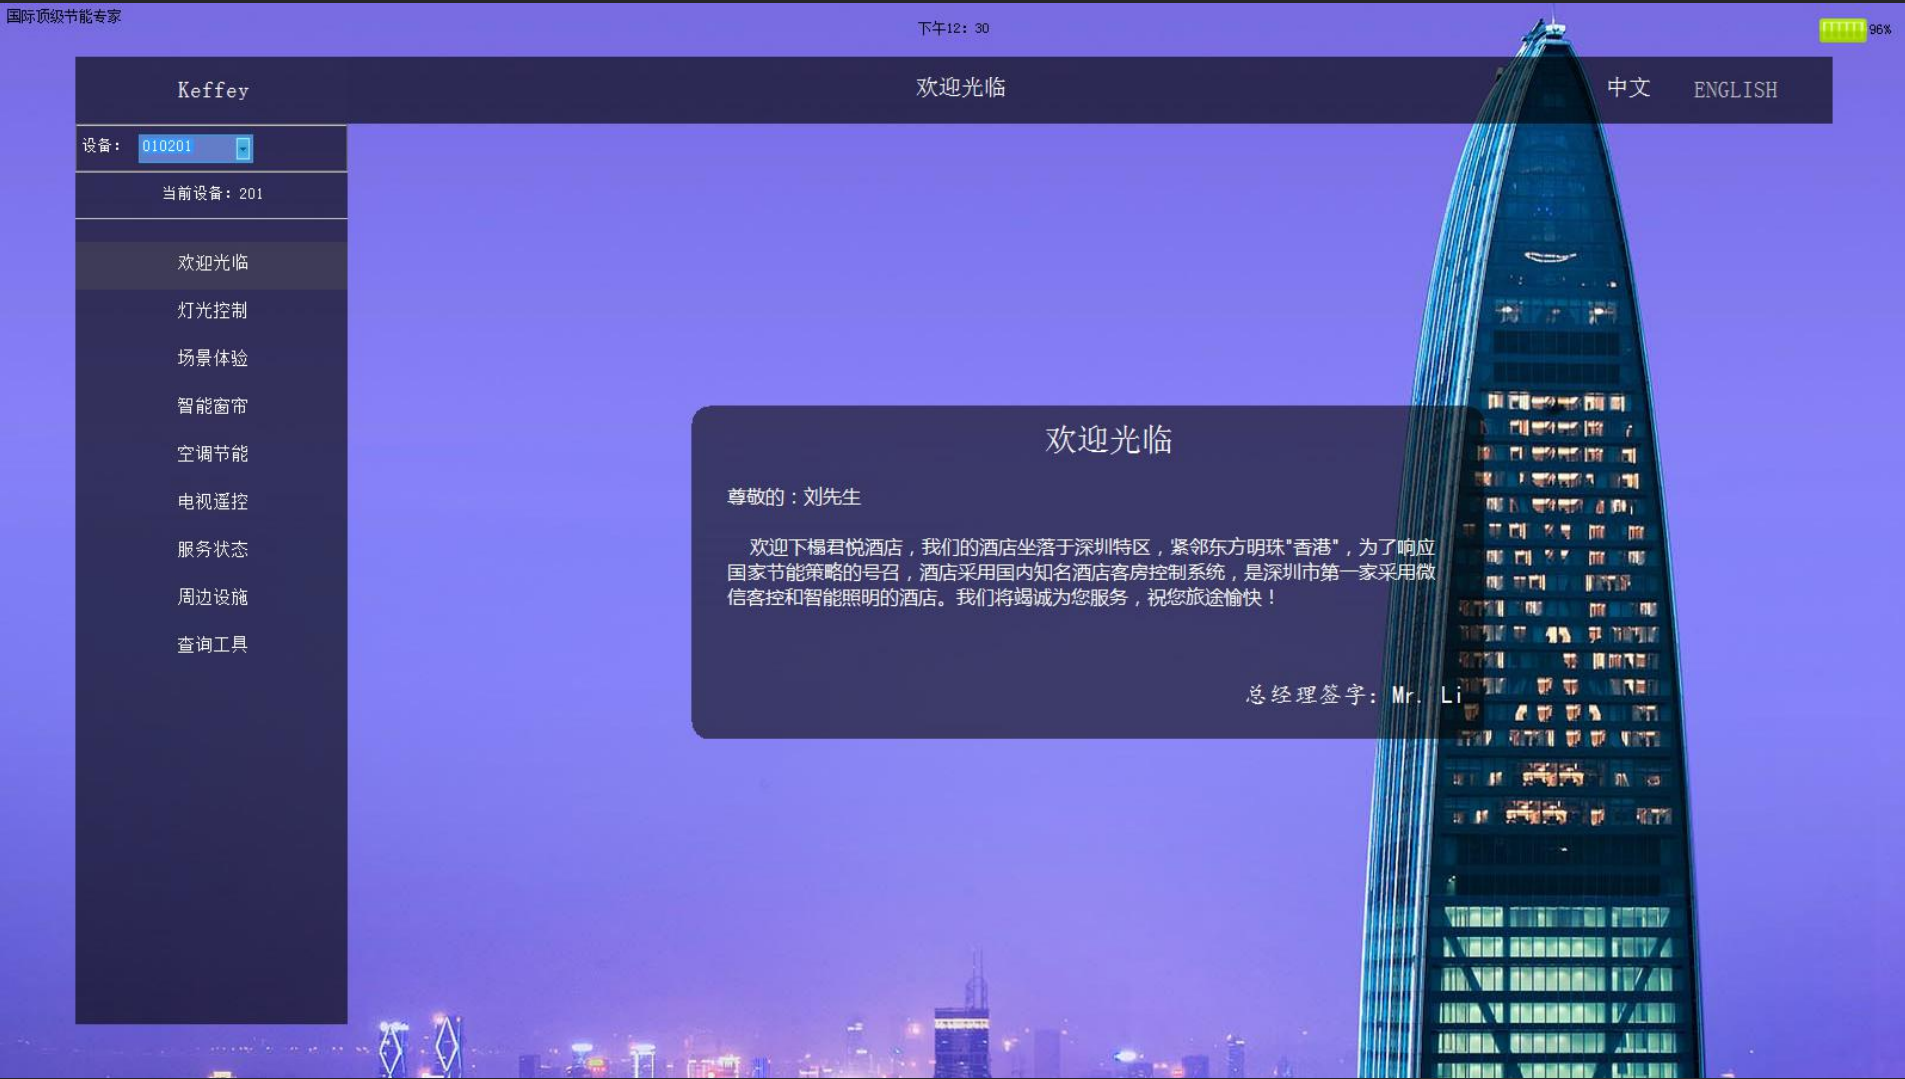 国际顶级节能专家
下午12: 30
96%
Keffey
欢迎光临
中文
ENGLISH
设备:
010201
当前设备: 201
欢迎光临
灯光控制
场景体验
智能窗帘
空调节能
电视遥控
服务状态
周边设施
查询工具
欢迎光临
尊敬的：刘先生
欢迎下榻君悦酒店，我们的酒店坐落于深圳特区，紧邻东方明珠"香港"，为了响应
国家节能策略的号召，酒店采用国内知名酒店客房控制系统，是深圳市第一家采用微
信客控和智能照明的酒店。我们将竭诚为您服务，祝您旅途愉快！
总经理签字: Mr. Li